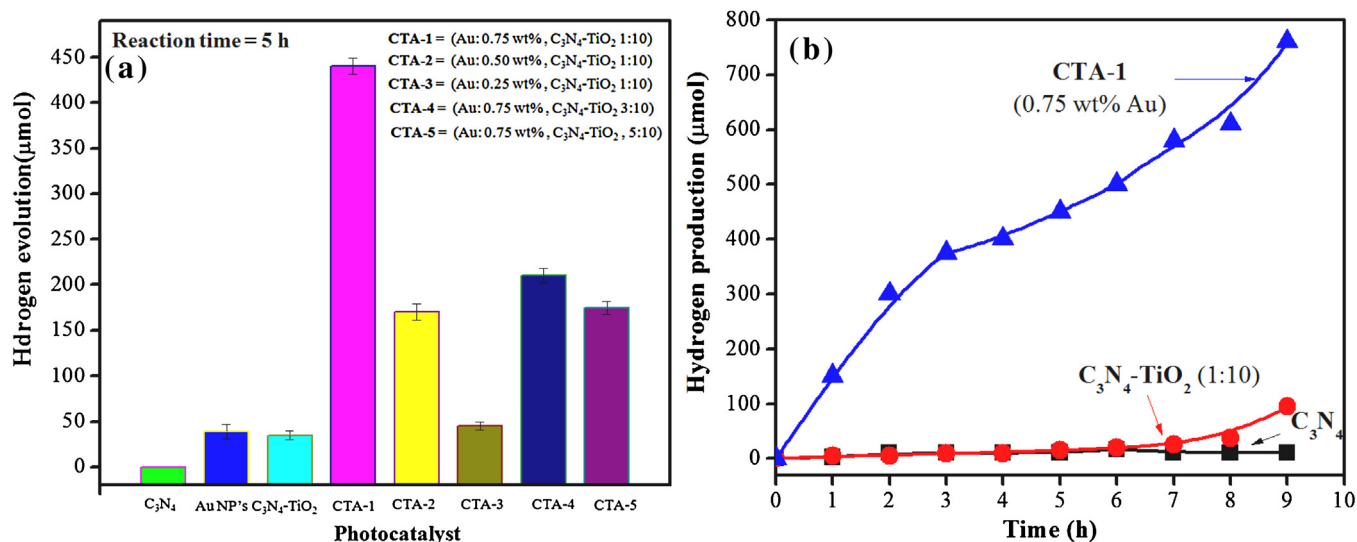 Reaction time = 5 h
(a)
CTA-1 = (Au: 0.75 wt%, C₃N₄-TiO₂ 1:10)
CTA-2 = (Au: 0.50 wt%, C₃N₄-TiO₂ 1:10)
CTA-3 = (Au: 0.25 wt%, C₃N₄-TiO₂ 1:10)
CTA-4 = (Au: 0.75 wt%, C₃N₄-TiO₂ 3:10)
CTA-5 = (Au: 0.75 wt%, C₃N₄-TiO₂ , 5:10)
Hdrogen evolution(μmol)
450
400
350
300
250
200
150
100
50
0
C₃N₄ Au NP's C₃N₄-TiO₂ CTA-1 CTA-2 CTA-3 CTA-4 CTA-5
Photocatalyst
(b)
CTA-1
(0.75 wt% Au)
C₃N₄-TiO₂ (1:10)
C₃N₄
Hydrogen production (μmol)
800
700
600
500
400
300
200
100
0
0 1 2 3 4 5 6 7 8 9 10
Time (h)